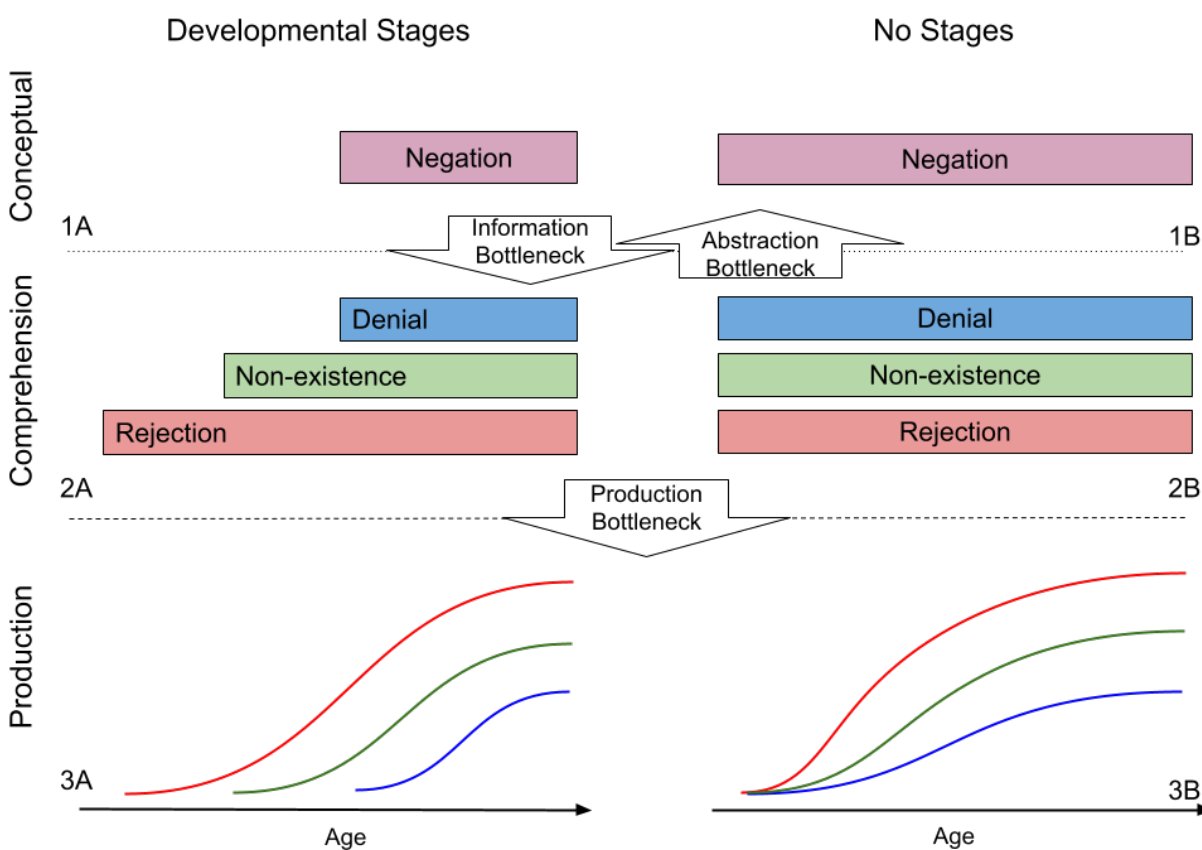 Developmental Stages
No Stages
Conceptual
Negation
Negation
1A
Information
Bottleneck
Abstraction
Bottleneck
1B
Comprehension
Denial
Denial
Non-existence
Non-existence
Rejection
Rejection
2A
Production
Bottleneck
2B
Production
3A
3B
Age
Age